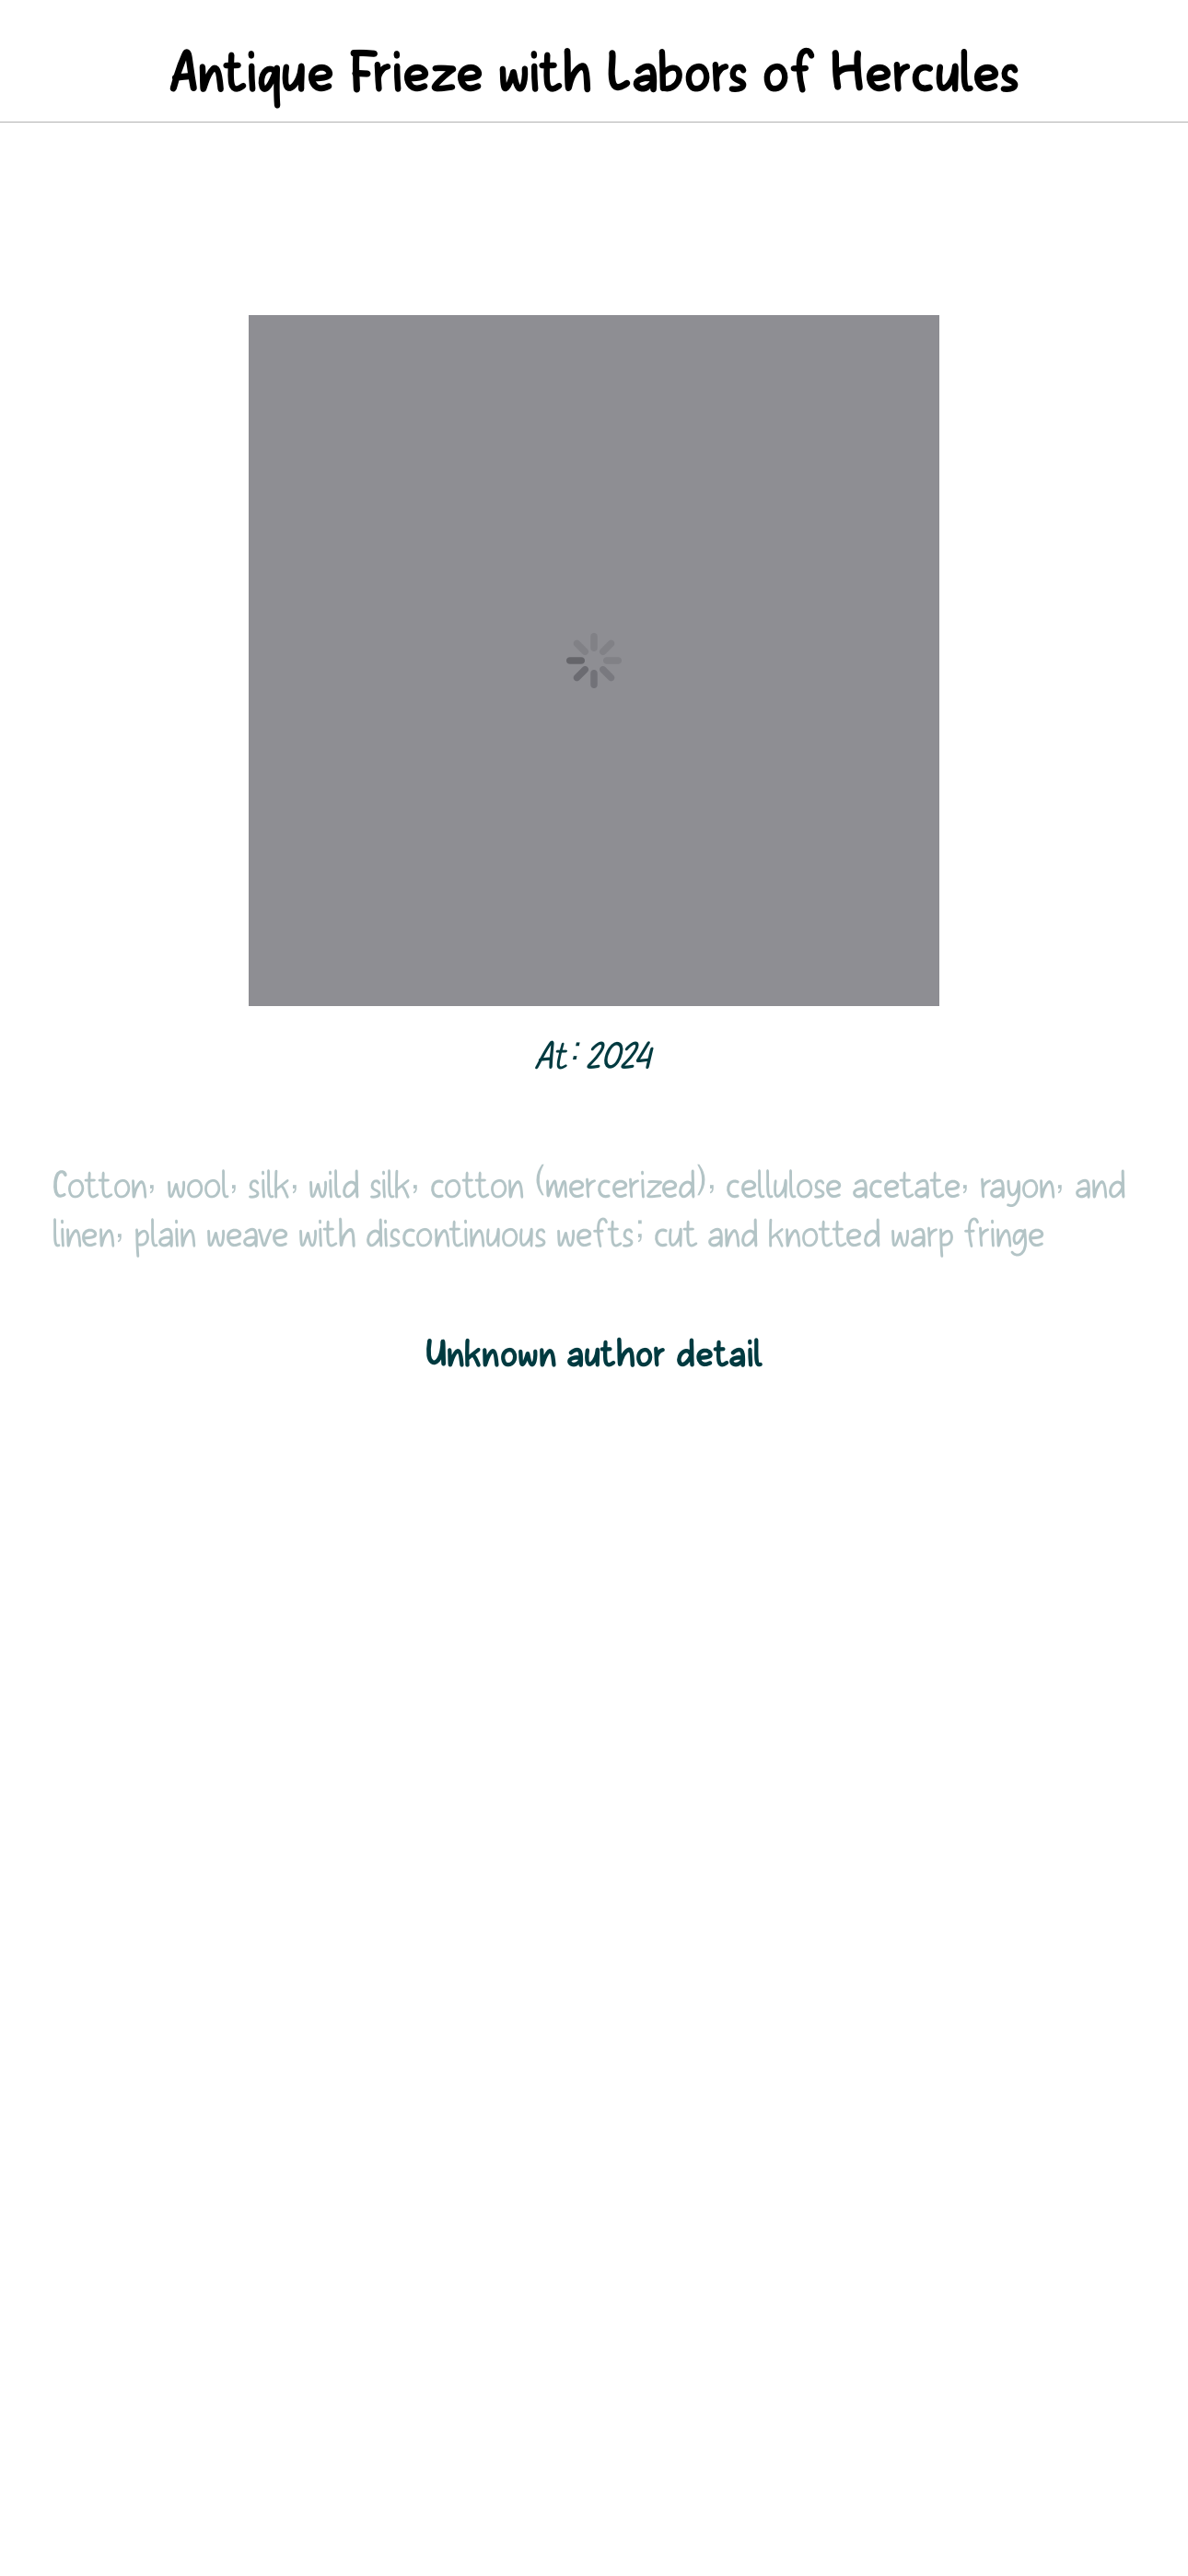 Antique Frieze with Labors of Hercules
At: 2024
Cotton, wool, silk, wild silk, cotton (mercerized), cellulose acetate, rayon, and
linen, plain weave with discontinuous wefts; cut and knotted warp fringe
Unknown author detail